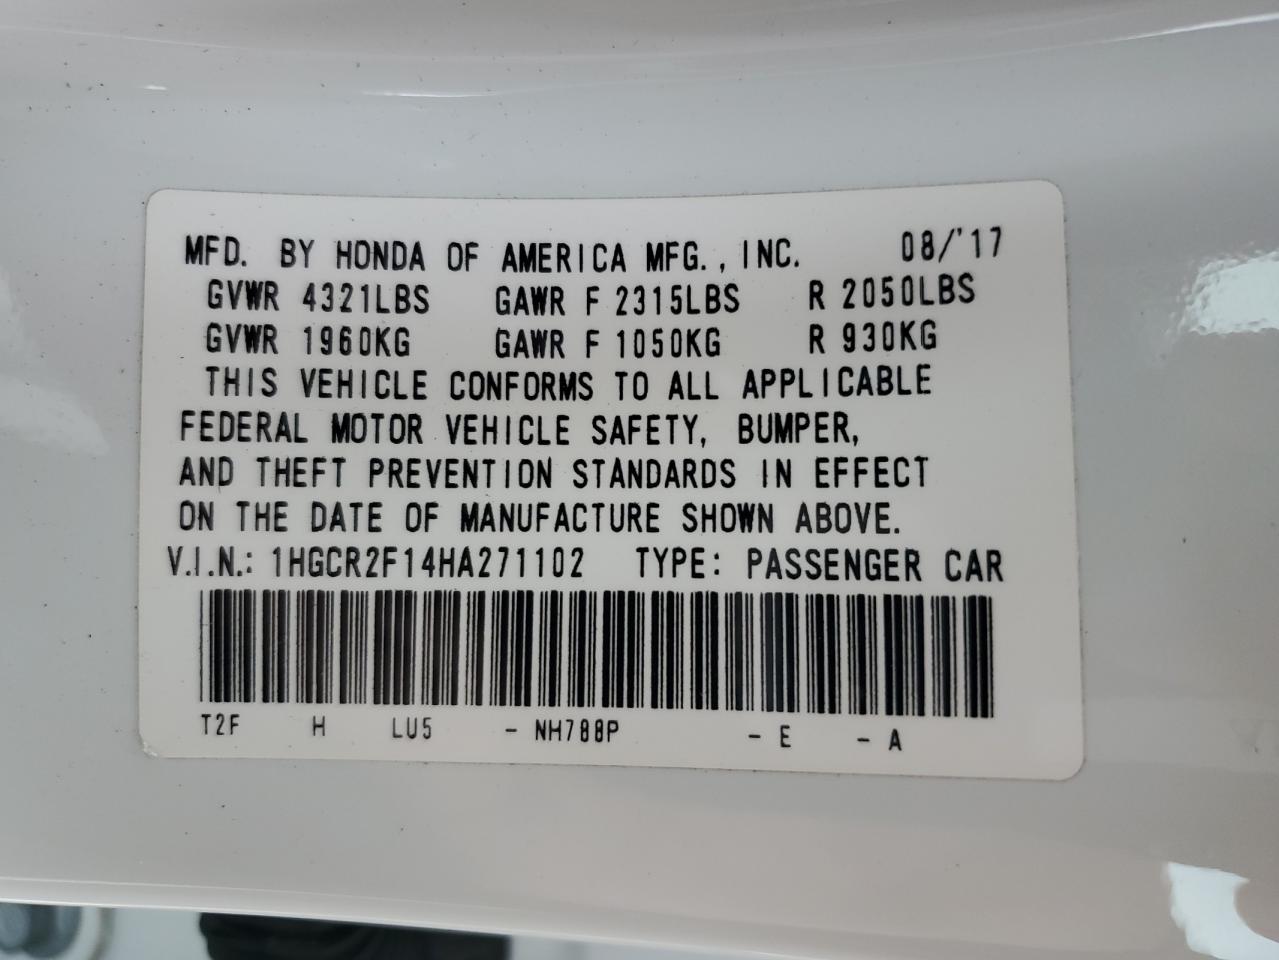 MFD. BY HONDA OF AMERICA MFG., INC. 08/'17
GVWR 4321LBS GAWR F 2315LBS R 2050LBS
GVWR 1960KG GAWR F 1050KG R 930KG
THIS VEHICLE CONFORMS TO ALL APPLICABLE
FEDERAL MOTOR VEHICLE SAFETY, BUMPER,
AND THEFT PREVENTION STANDARDS IN EFFECT
ON THE DATE OF MANUFACTURE SHOWN ABOVE.
V.I.N.: 1HGCR2F14HA271102 TYPE: PASSENGER CAR
T2F H LU5 - NH788P - E - A